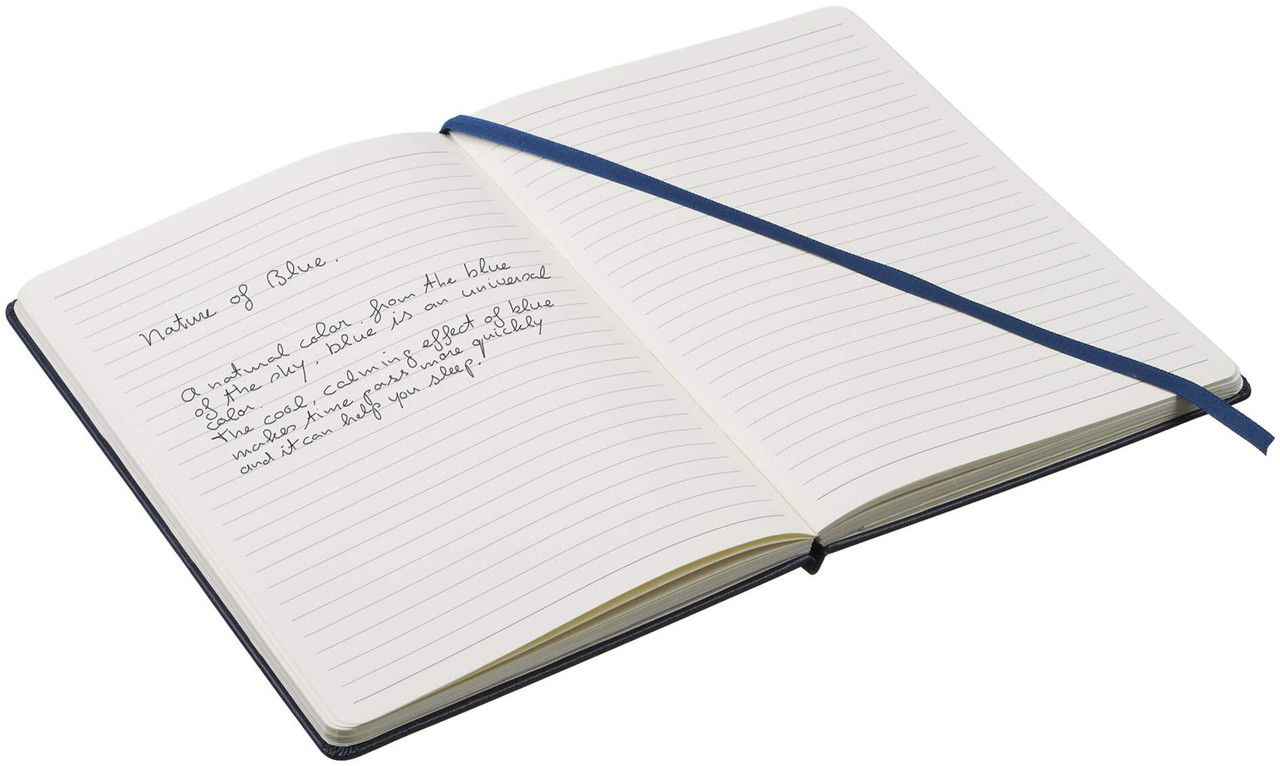 Nature of Blue.
A natural color. from the blue
of the sky, blue is an universal
color
The cool, calming effect of blue
makes time pass more quickly
and it can help you sleep!